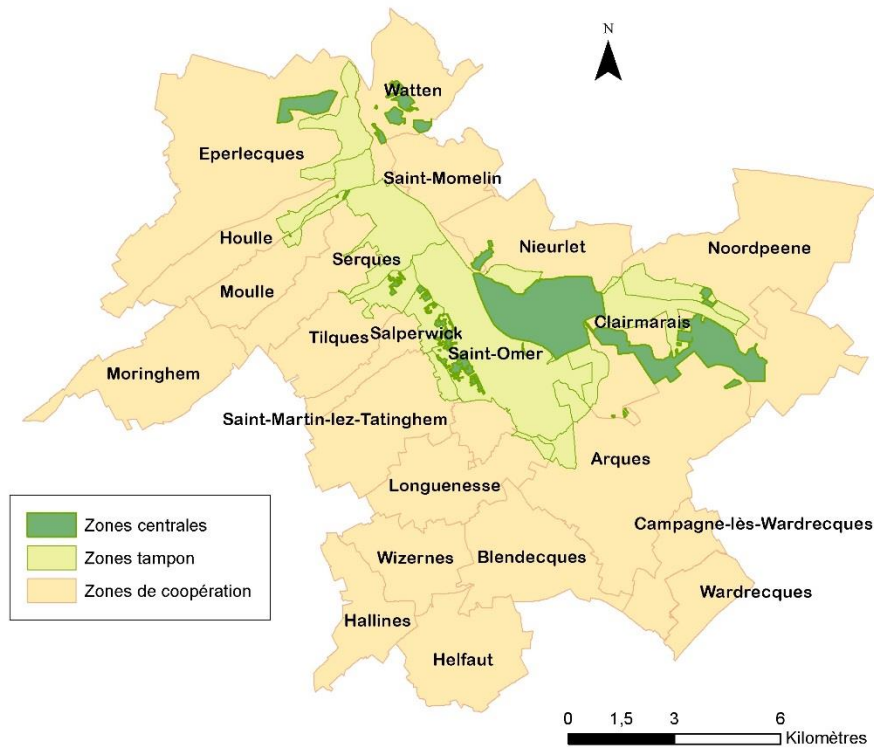 N
Watten
Eperlecques
Saint-Momelin
Houlle
Nieurlet
Noordpeene
Serques
Moulle
Clairmarais
Tilques
Salperwick
Saint-Omer
Moringhem
Saint-Martin-lez-Tatinghem
Arques
Longuenesse
Campagne-lès-Wardrecques
Wizernes
Blendecques
Wardrecques
Hallines
Helfaut
Zones centrales
Zones tampon
Zones de coopération
0 1,5 3 6
Kilomètres